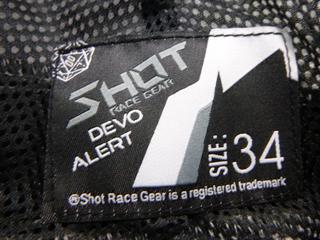 SHOT
RACE GEAR
DEVO
ALERT
SIZE: 34
®Shot Race Gear is a registered trademark